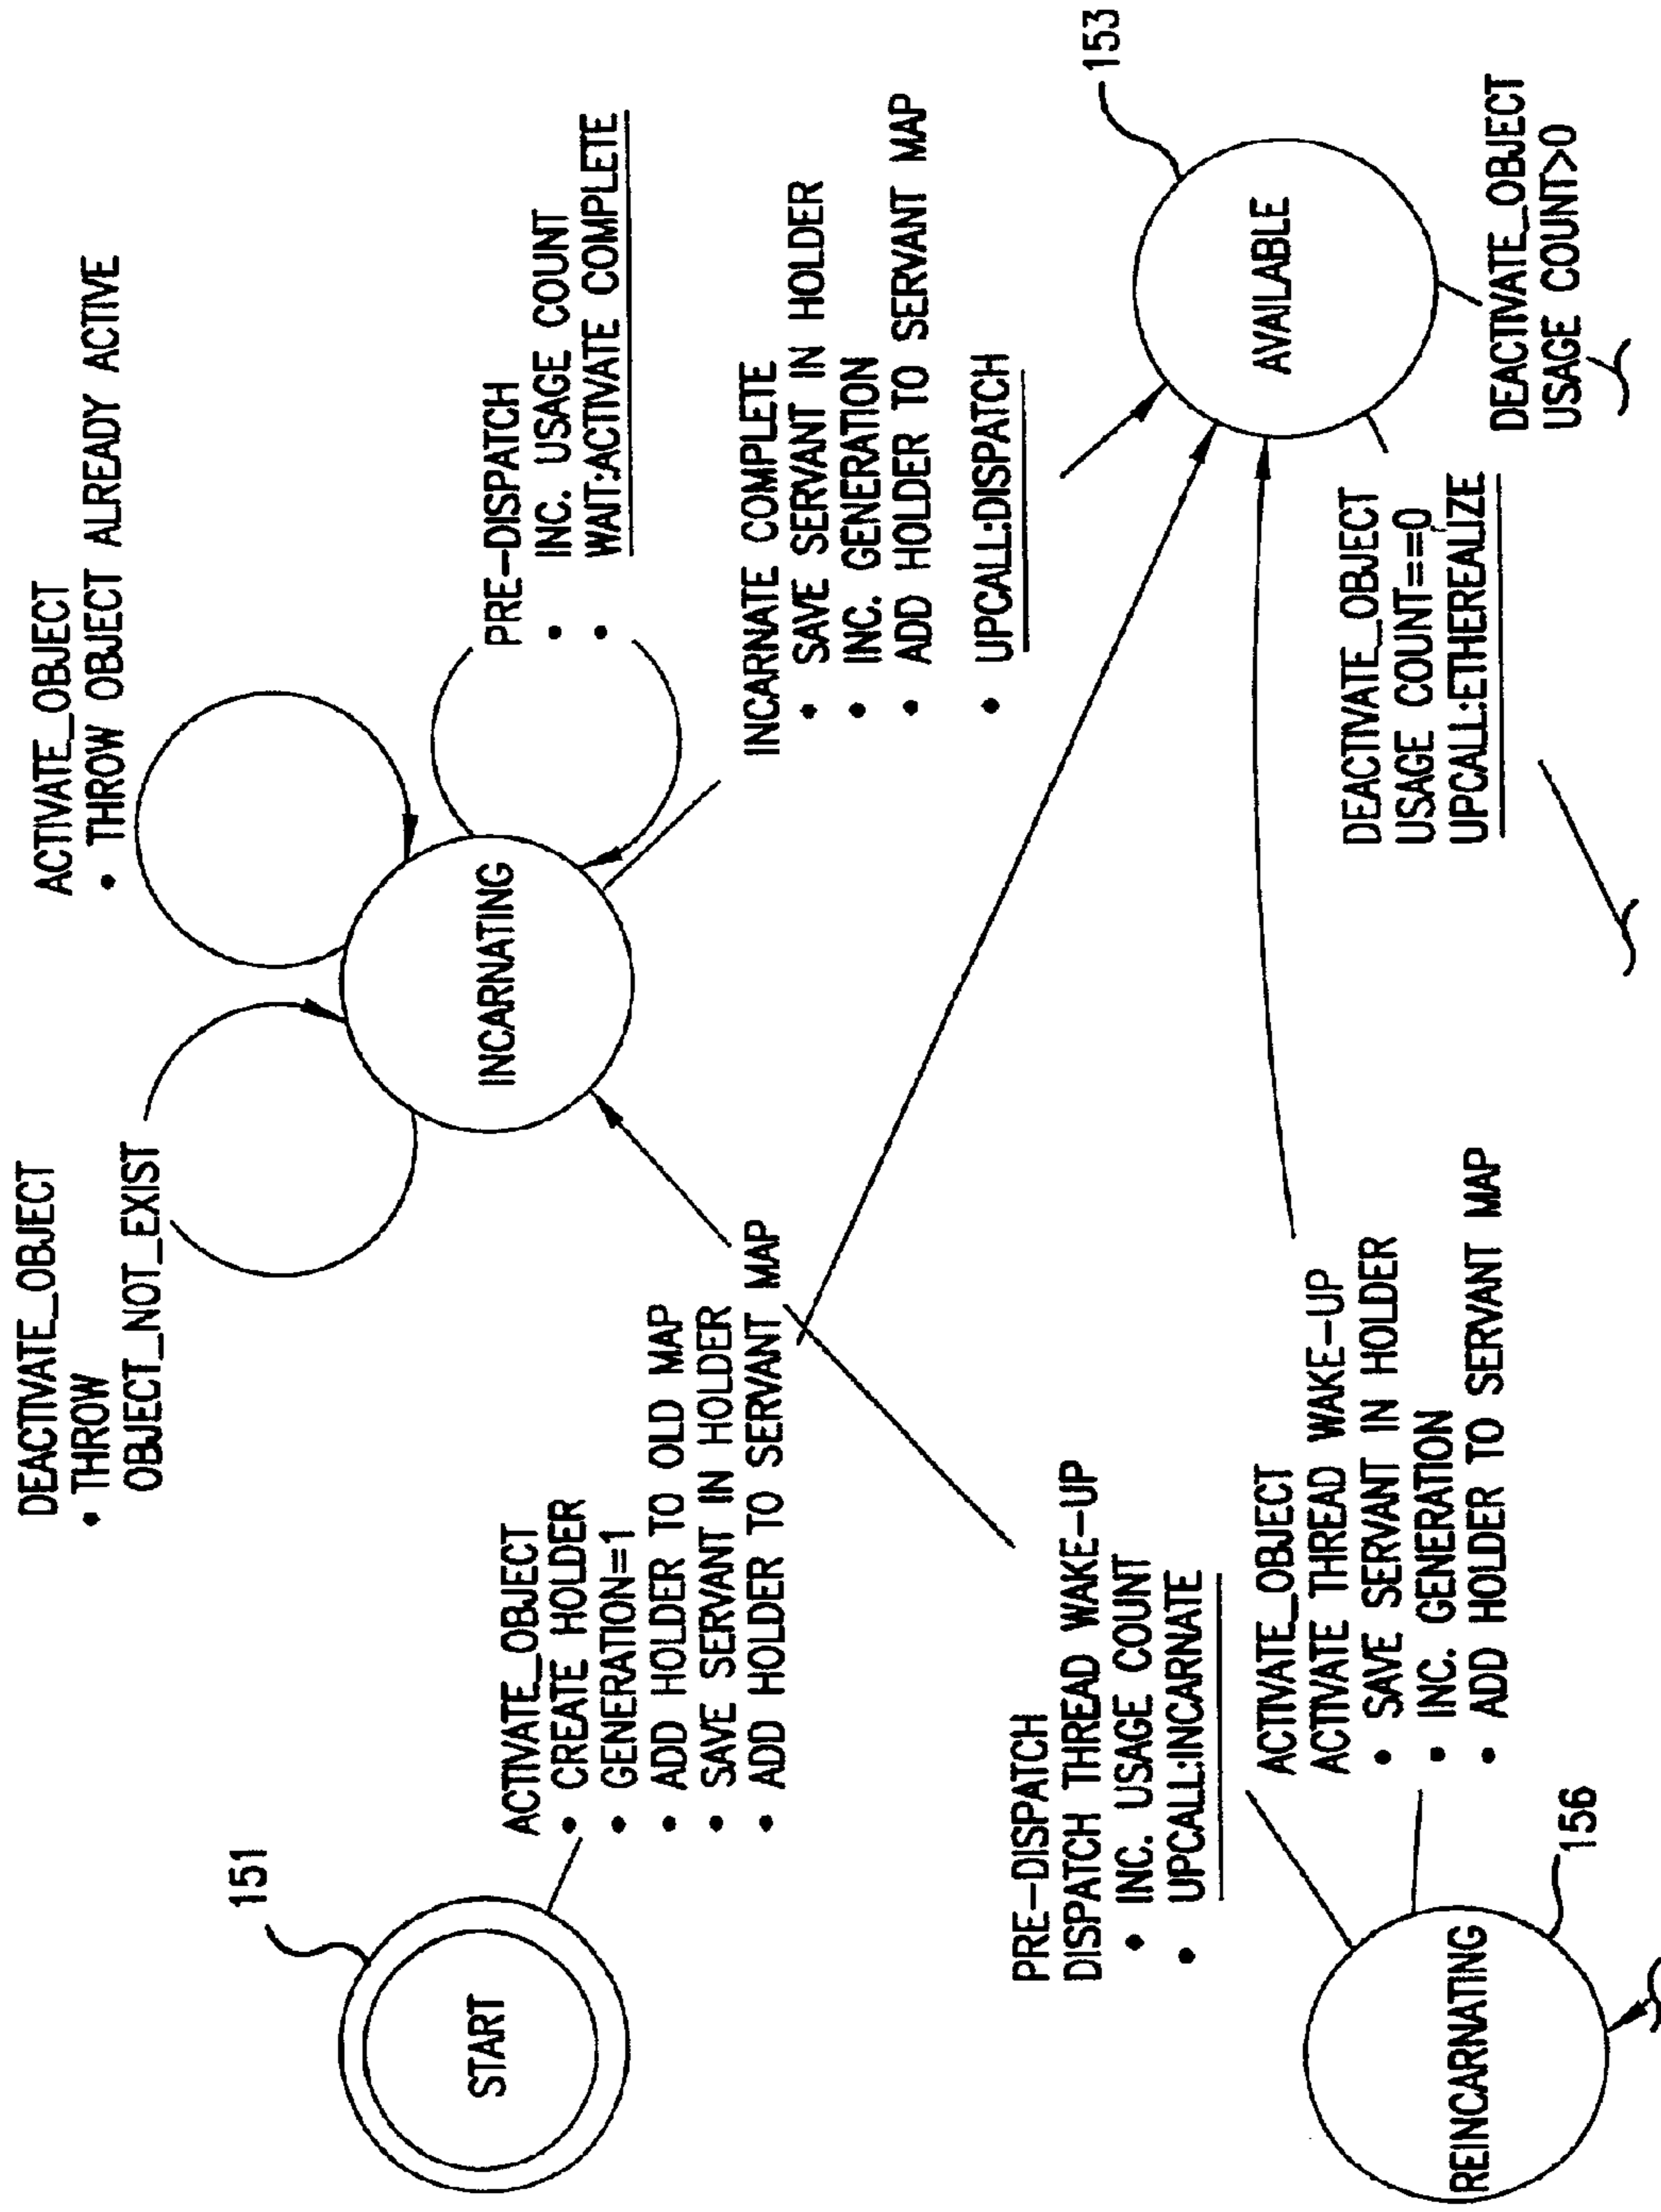 DEACTIVATE_OBJECT
• THROW
OBJECT_NOT_EXIST
ACTIVATE_OBJECT
• THROW OBJECT ALREADY ACTIVE
151
START
INCARNATING
PRE-DISPATCH
• INC. USAGE COUNT
• WAIT:ACTIVATE COMPLETE
ACTIVATE_OBJECT
• CREATE HOLDER
• GENERATION=1
• ADD HOLDER TO OLD MAP
• SAVE SERVANT IN HOLDER
• ADD HOLDER TO SERVANT MAP
INCARNATE COMPLETE
• SAVE SERVANT IN HOLDER
• INC. GENERATION
• ADD HOLDER TO SERVANT MAP
• UPCALL:DISPATCH
PRE-DISPATCH
DISPATCH THREAD WAKE-UP
• INC. USAGE COUNT
• UPCALL:INCARNATE
153
AVAILABLE
ACTIVATE_OBJECT
ACTIVATE THREAD WAKE-UP
• SAVE SERVANT IN HOLDER
• INC. GENERATION
• ADD HOLDER TO SERVANT MAP
REINCARNATING
156
DEACTIVATE_OBJECT
USAGE COUNT==0
UPCALL:ETHEREALIZE
DEACTIVATE_OBJECT
USAGE COUNT>0